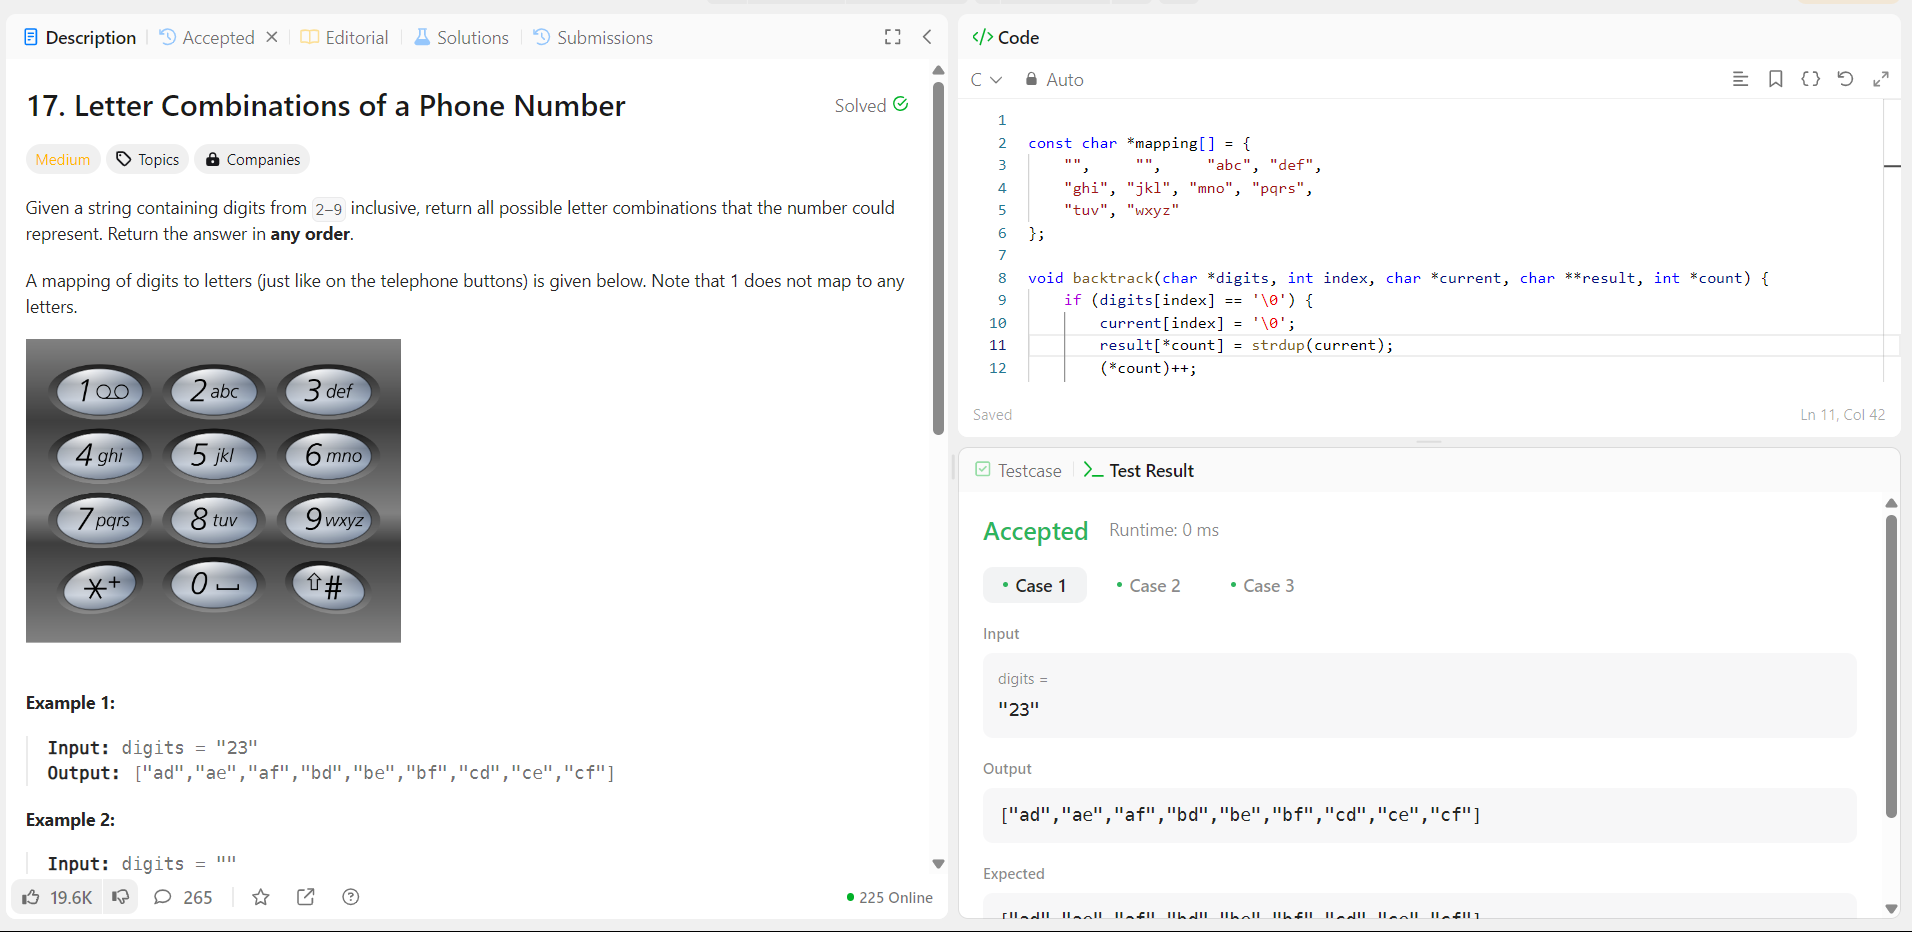 Description
Accepted
Editorial
Solutions
Submissions
17. Letter Combinations of a Phone Number
Solved
Medium
Topics
Companies
Given a string containing digits from 2-9 inclusive, return all possible letter combinations that the number could
represent. Return the answer in any order.
A mapping of digits to letters (just like on the telephone buttons) is given below. Note that 1 does not map to any
letters.
1
2 abc
3 def
4 ghi
5 jkl
6 mno
7 pqrs
8 tuv
9 wxyz
*+
0
#
Example 1:
Input: digits = "23"
Output: ["ad","ae","af","bd","be","bf","cd","ce","cf"]
Example 2:
Input: digits = ""
19.6K
265
225 Online
</> Code
C
Auto
1
2 const char *mapping[] = {
3 "", "", "abc", "def",
4 "ghi", "jkl", "mno", "pqrs",
5 "tuv", "wxyz"
6 };
7
8 void backtrack(char *digits, int index, char *current, char **result, int *count) {
9 if (digits[index] == '\0') {
10 current[index] = '\0';
11 result[*count] = strdup(current);
12 (*count)++;
Saved
Ln 11, Col 42
Testcase
Test Result
Accepted
Runtime: 0 ms
Case 1
Case 2
Case 3
Input
digits =
"23"
Output
["ad","ae","af","bd","be","bf","cd","ce","cf"]
Expected
["ad","ae","af","bd","be","bf","cd","ce","cf"]